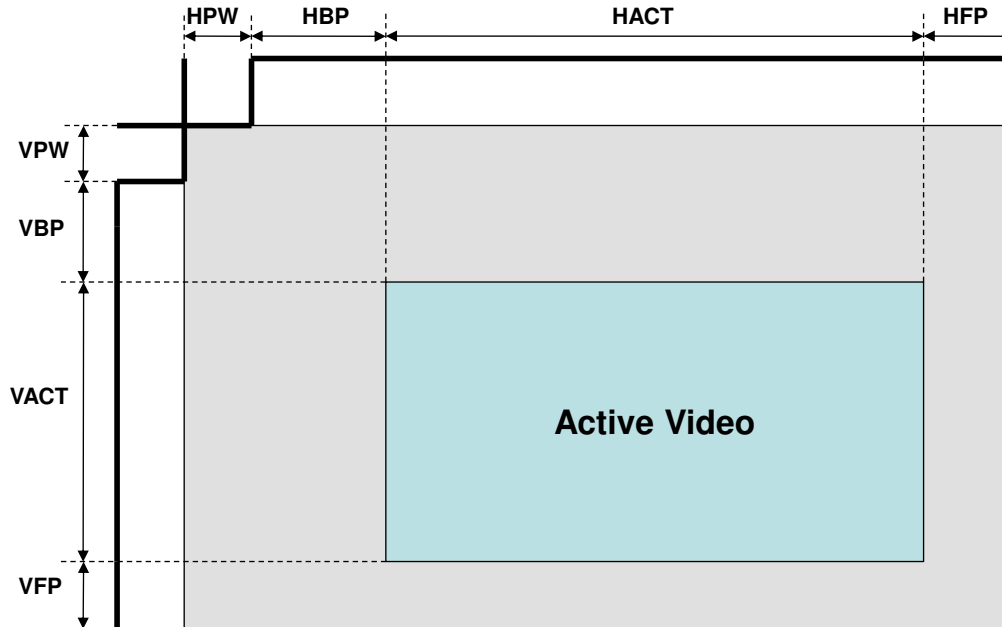 HPW HBP HACT HFP
VPW
VBP
VACT
Active Video
VFP